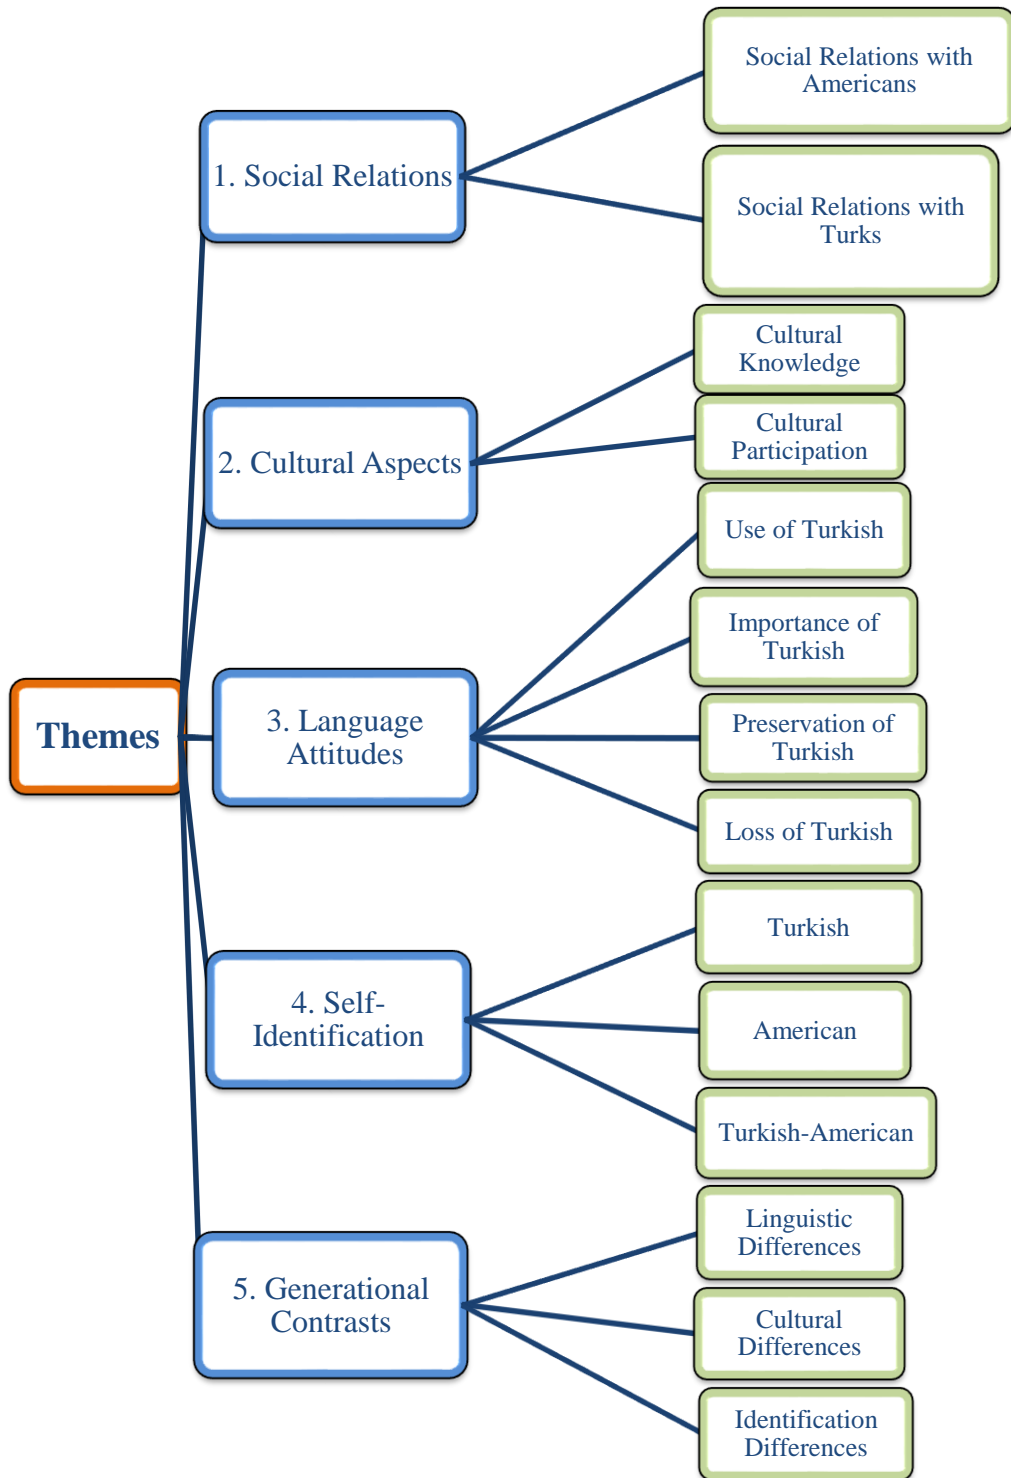 Themes
1. Social Relations
Social Relations with
Americans
Social Relations with
Turks
2. Cultural Aspects
Cultural
Knowledge
Cultural
Participation
3. Language
Attitudes
Use of Turkish
Importance of
Turkish
Preservation of
Turkish
Loss of Turkish
4. Self-
Identification
Turkish
American
Turkish-American
5. Generational
Contrasts
Linguistic
Differences
Cultural
Differences
Identification
Differences